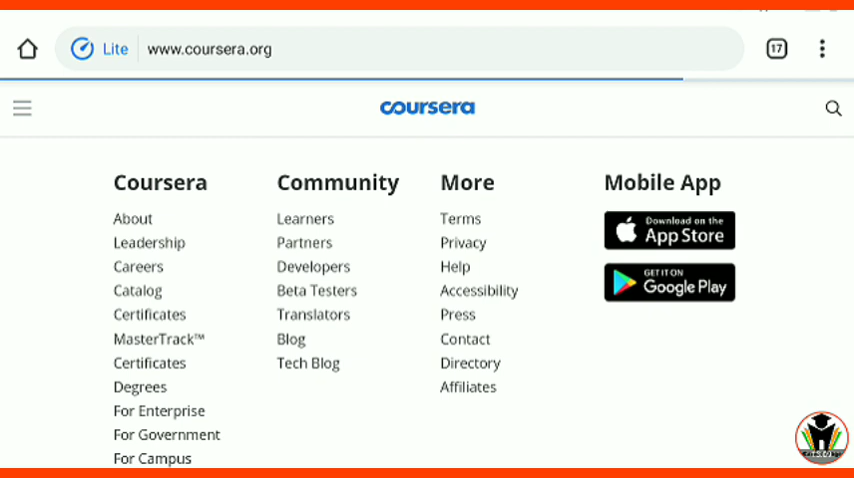 Lite www.coursera.org 17
coursera
Coursera
About
Leadership
Careers
Catalog
Certificates
MasterTrack™
Certificates
Degrees
For Enterprise
For Government
For Campus
Community
Learners
Partners
Developers
Beta Testers
Translators
Blog
Tech Blog
More
Terms
Privacy
Help
Accessibility
Press
Contact
Directory
Affiliates
Mobile App
Download on the
App Store
GET IT ON
Google Play